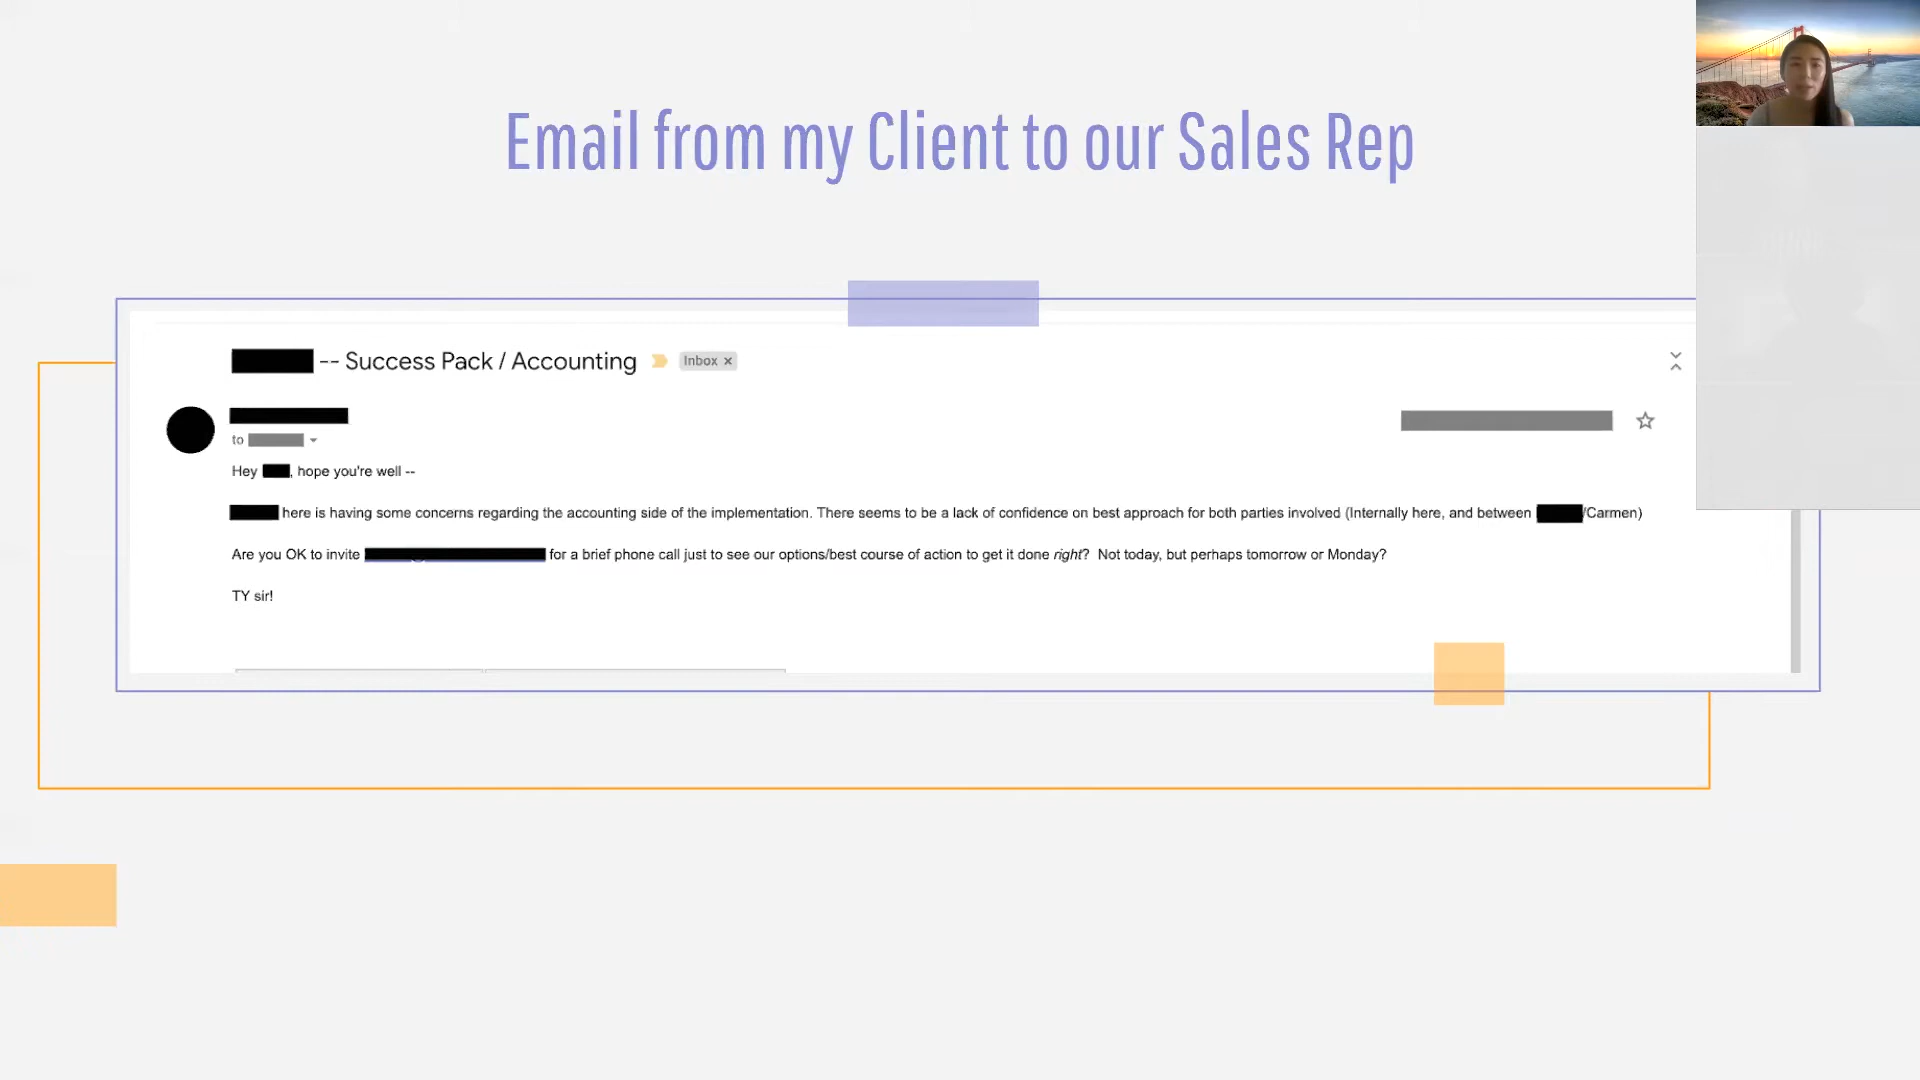 Email from my Client to our Sales Rep
-- Success Pack / Accounting Inbox ×
to
Hey , hope you're well --
here is having some concerns regarding the accounting side of the implementation. There seems to be a lack of confidence on best approach for both parties involved (Internally here, and between /Carmen)
Are you OK to invite for a brief phone call just to see our options/best course of action to get it done right? Not today, but perhaps tomorrow or Monday?
TY sir!